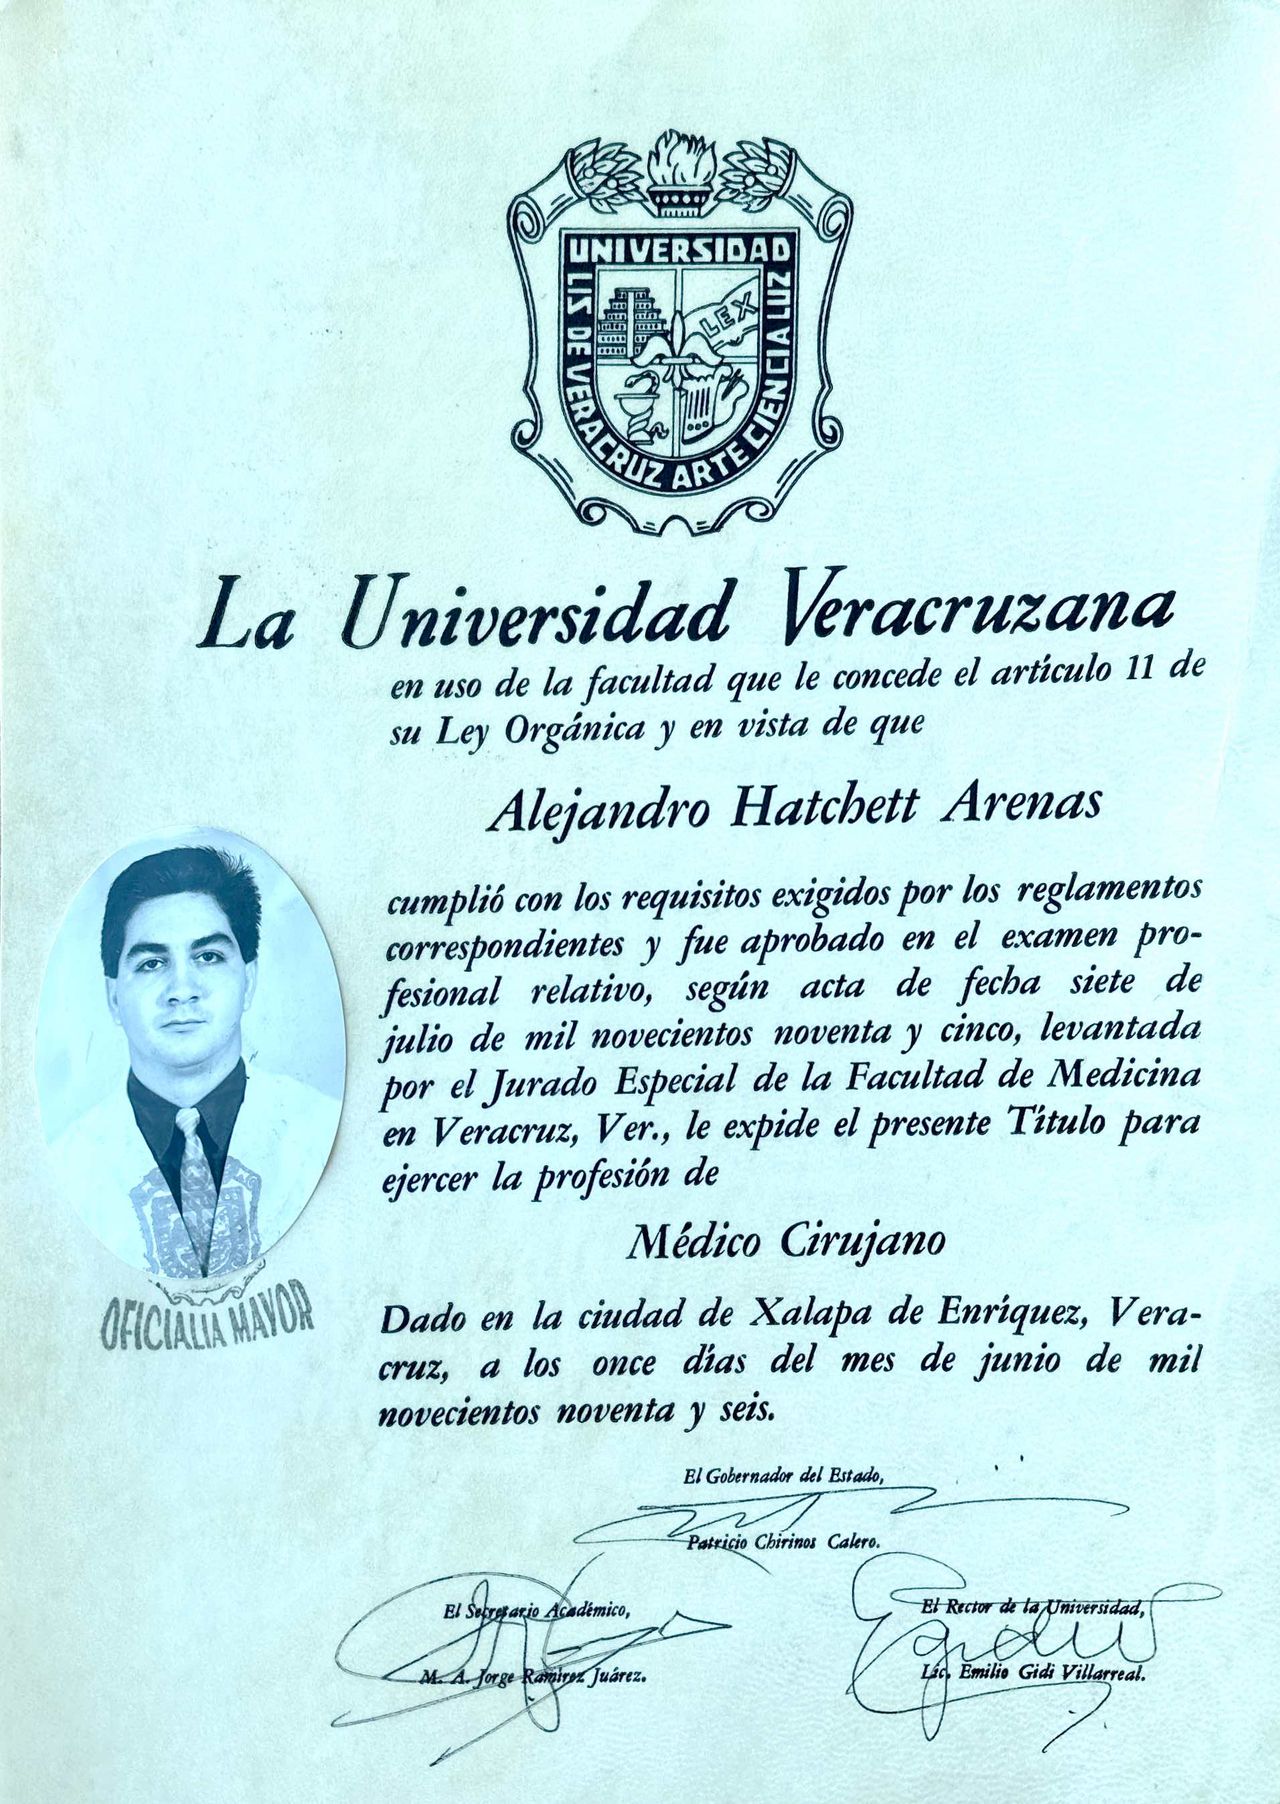 UNIVERSIDAD
LIS DE VERACRUZ ARTE CIENCIA LUZ
LEX
La Universidad Veracruzana
en uso de la facultad que le concede el artículo 11 de
su Ley Orgánica y en vista de que
Alejandro Hatchett Arenas
cumplió con los requisitos exigidos por los reglamentos
correspondientes y fue aprobado en el examen pro-
fesional relativo, según acta de fecha siete de
julio de mil novecientos noventa y cinco, levantada
por el Jurado Especial de la Facultad de Medicina
en Veracruz, Ver., le expide el presente Título para
ejercer la profesión de
Médico Cirujano
OFICIALIA MAYOR
Dado en la ciudad de Xalapa de Enríquez, Vera-
cruz, a los once días del mes de junio de mil
novecientos noventa y seis.
El Gobernador del Estado,
Patricio Chirinos Calero.
El Secretario Académico,
M. A. Jorge Ramírez Juárez.
El Rector de la Universidad,
Lic. Emilio Gidi Villarreal.